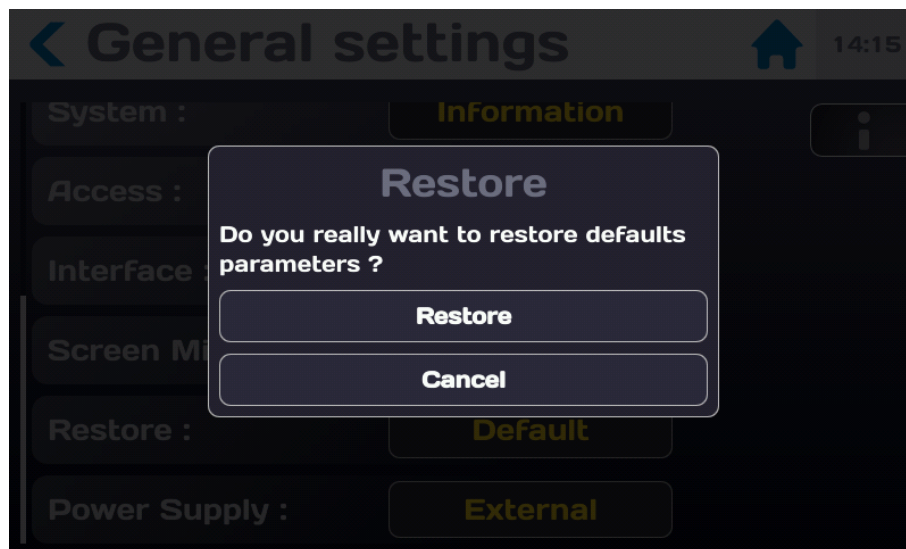 General settings
14:15
System :
Information
Access :
Restore
Do you really want to restore defaults
parameters ?
Interface :
Restore
Screen Mi
Cancel
Restore :
Default
Power Supply :
External